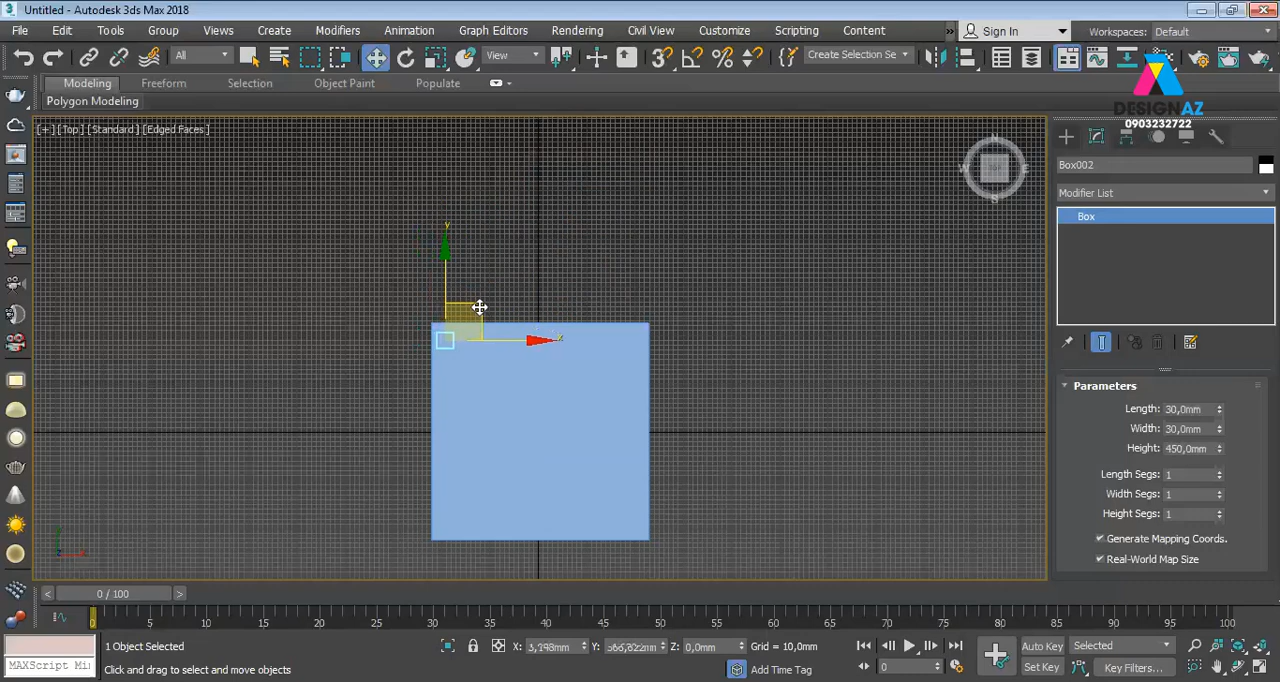 Untitled - Autodesk 3ds Max 2018
File Edit Tools Group Views Create Modifiers Animation Graph Editors Rendering Civil View Customize Scripting Content » Sign In Workspaces: Default
All View Create Selection Se
Modeling Freeform Selection Object Paint Populate
Polygon Modeling
DESIGNAZ
0903232722
[+] [Top] [Standard] [Edged Faces]
N
W E
S
y
x
Box002
Modifier List
Box
Parameters
Length: 30,0mm
Width: 30,0mm
Height: 450,0mm
Length Segs: 1
Width Segs: 1
Height Segs: 1
Generate Mapping Coords.
Real-World Map Size
< 0 / 100 >
0 5 10 15 20 25 30 35 40 45 50 55 60 65 70 75 80 85 90 95 100
1 Object Selected X: Y: Z: 0,0mm Grid = 10,0mm Auto Key Selected
MAXScript Mi Click and drag to select and move objects Add Time Tag 0 Set Key Key Filters...